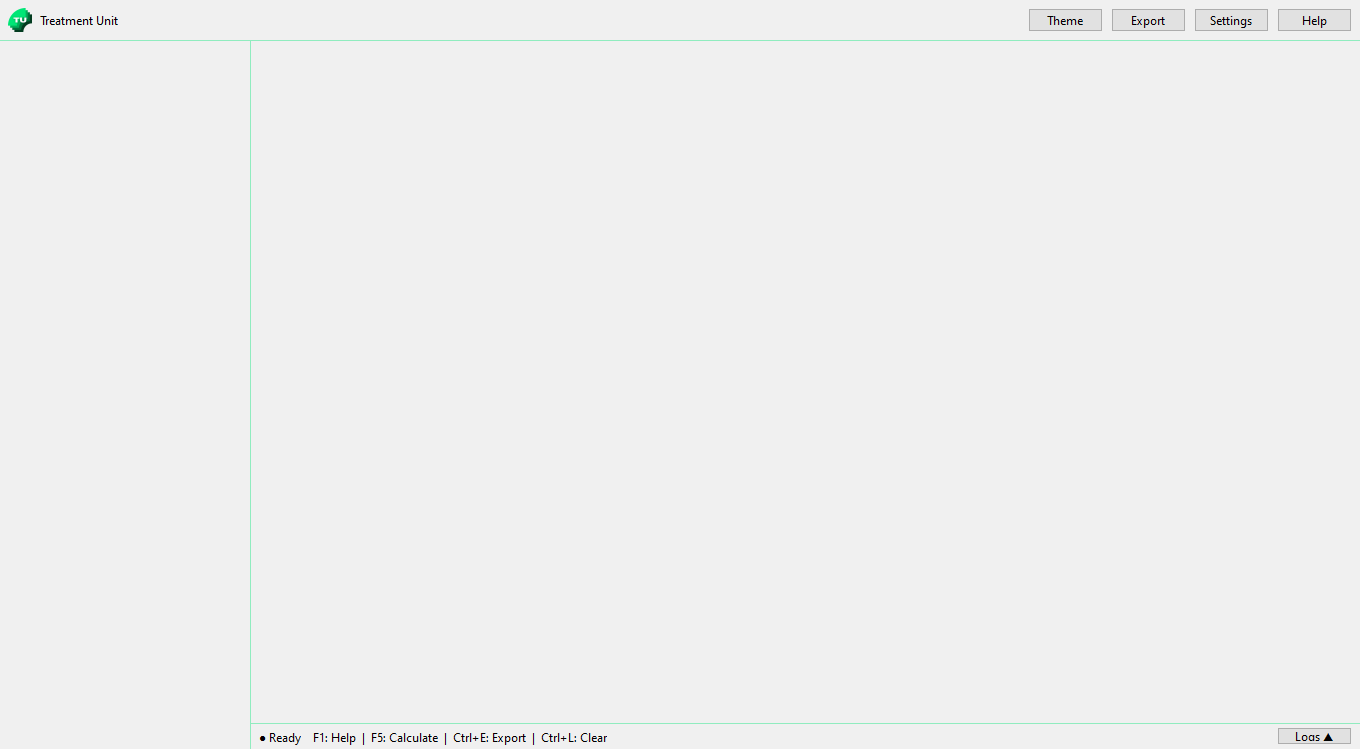 TU Treatment Unit Theme Export Settings Help
● Ready F1: Help | F5: Calculate | Ctrl+E: Export | Ctrl+L: Clear Logs ▲